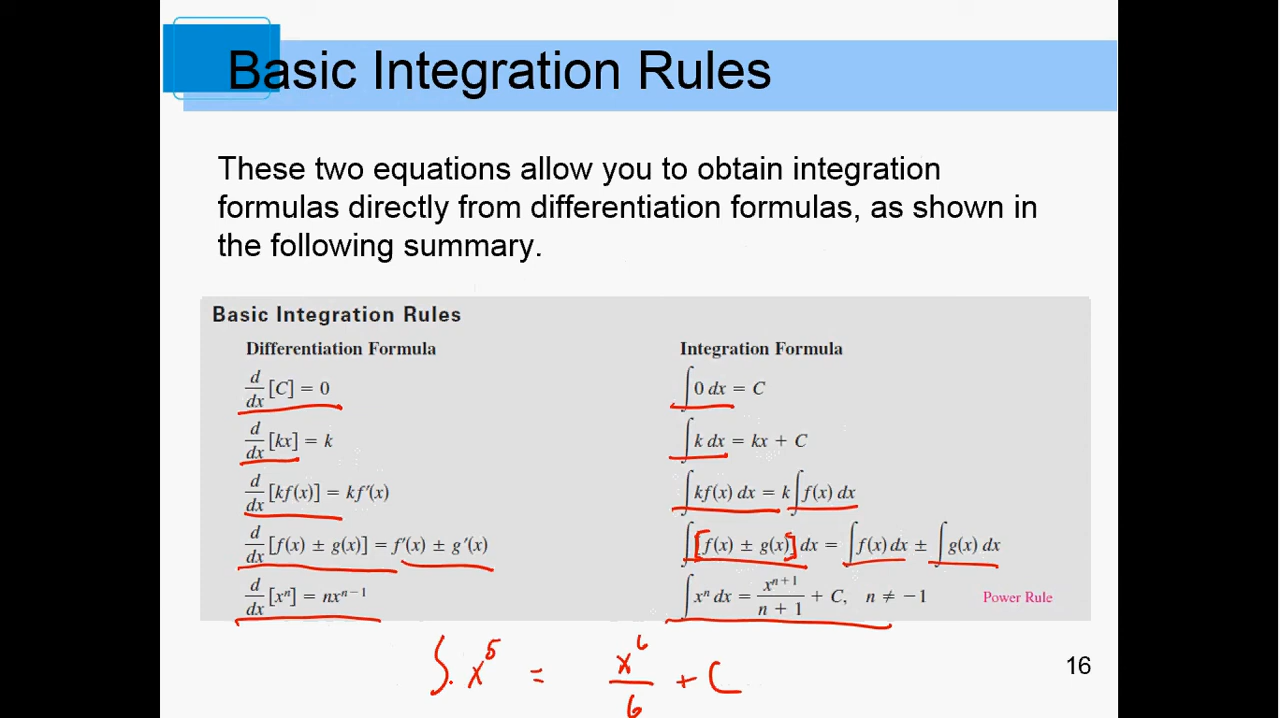 Basic Integration Rules
These two equations allow you to obtain integration
formulas directly from differentiation formulas, as shown in
the following summary.
Basic Integration Rules
Differentiation Formula Integration Formula
d/dx [C] = 0 ∫ 0 dx = C
d/dx [kx] = k ∫ k dx = kx + C
d/dx [kf(x)] = kf′(x) ∫ kf(x) dx = k ∫ f(x) dx
d/dx [f(x) ± g(x)] = f′(x) ± g′(x) ∫ [f(x) ± g(x)] dx = ∫ f(x) dx ± ∫ g(x) dx
d/dx [xⁿ] = nxⁿ⁻¹ ∫ xⁿ dx = xⁿ⁺¹/(n + 1) + C, n ≠ −1 Power Rule
∫ x⁵ = x⁶/6 + C
16